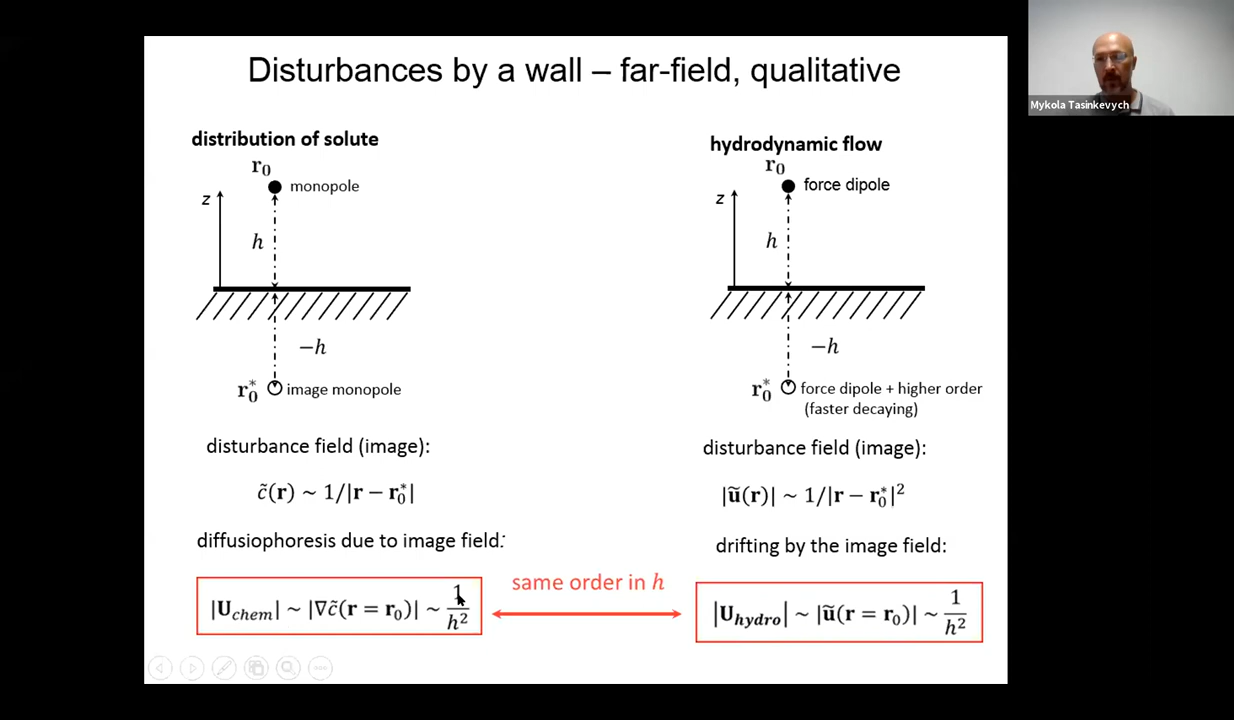 Disturbances by a wall – far-field, qualitative
Mykola Tasinkevych
distribution of solute
r₀
monopole
z
h
−h
r₀* image monopole
disturbance field (image):
c̃(r) ~ 1/|r − r₀*|
diffusiophoresis due to image field:
|U_chem| ~ |∇c̃(r = r₀)| ~ 1/h²
same order in h
hydrodynamic flow
r₀
force dipole
z
h
−h
r₀* force dipole + higher order
(faster decaying)
disturbance field (image):
|ũ(r)| ~ 1/|r − r₀*|²
drifting by the image field:
|U_hydro| ~ |ũ(r = r₀)| ~ 1/h²